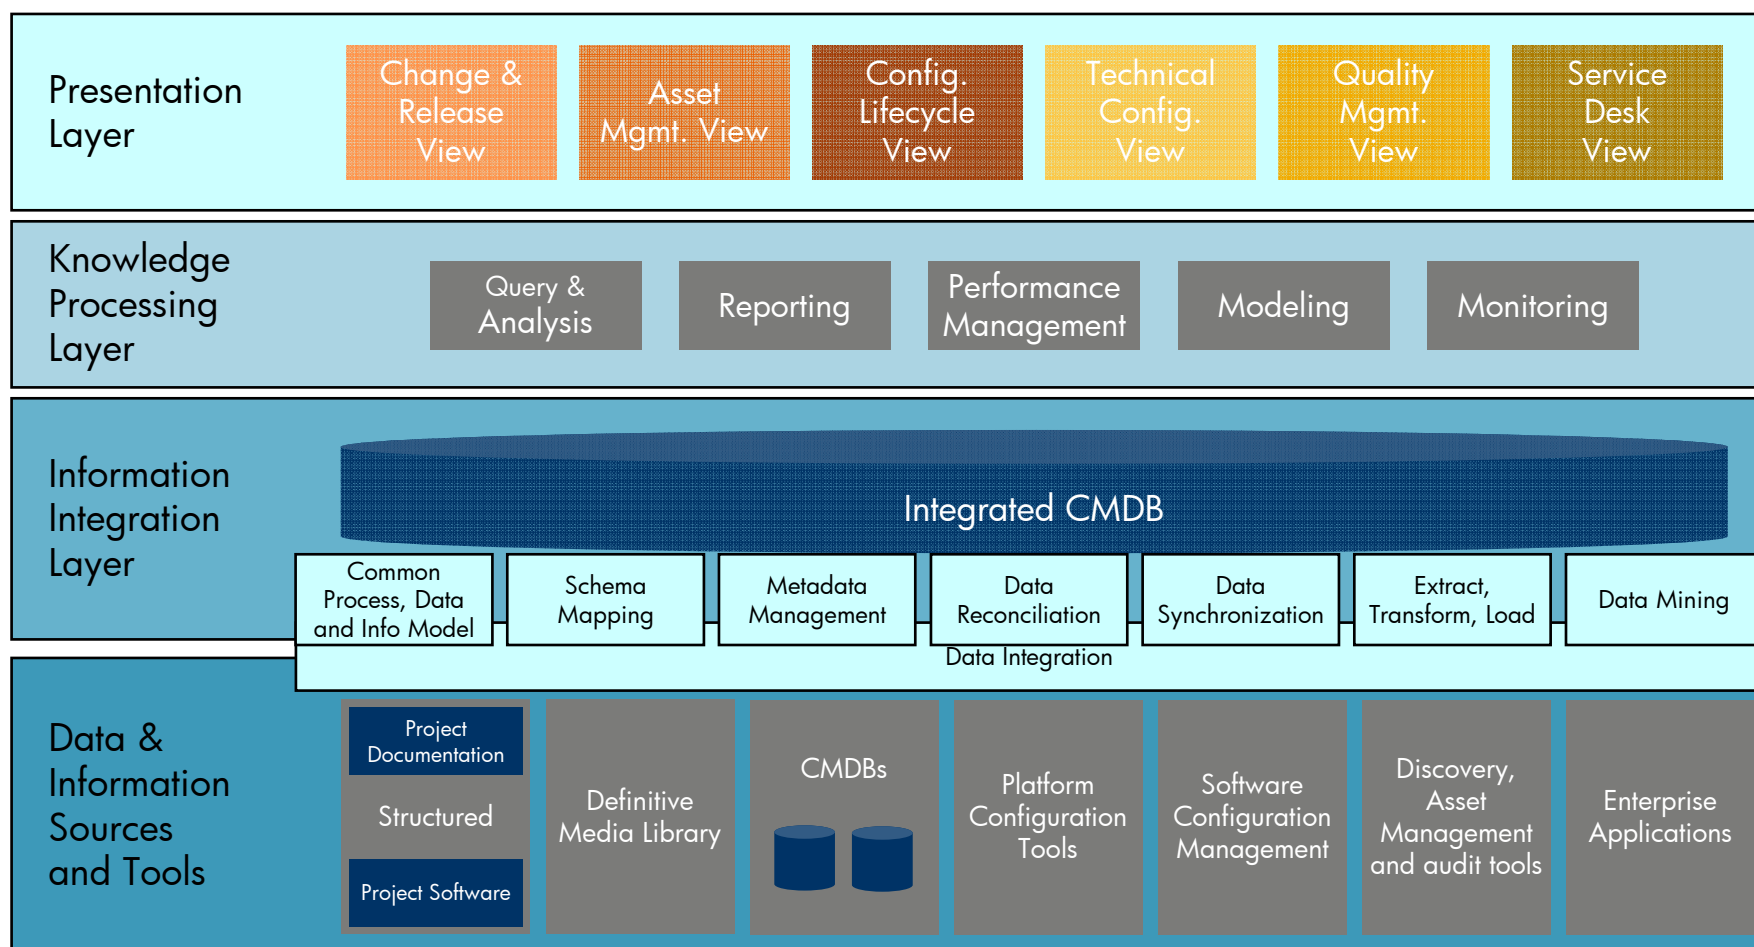 Presentation
Layer
Change &
Release
View
Asset
Mgmt. View
Config.
Lifecycle
View
Technical
Config.
View
Quality
Mgmt.
View
Service
Desk
View
Knowledge
Processing
Layer
Query &
Analysis
Reporting
Performance
Management
Modeling
Monitoring
Information
Integration
Layer
Integrated CMDB
Common
Process, Data
and Info Model
Schema
Mapping
Metadata
Management
Data
Reconciliation
Data
Synchronization
Extract,
Transform, Load
Data Mining
Data Integration
Data &
Information
Sources
and Tools
Project
Documentation
Structured
Project Software
Definitive
Media Library
CMDBs
Platform
Configuration
Tools
Software
Configuration
Management
Discovery,
Asset
Management
and audit tools
Enterprise
Applications